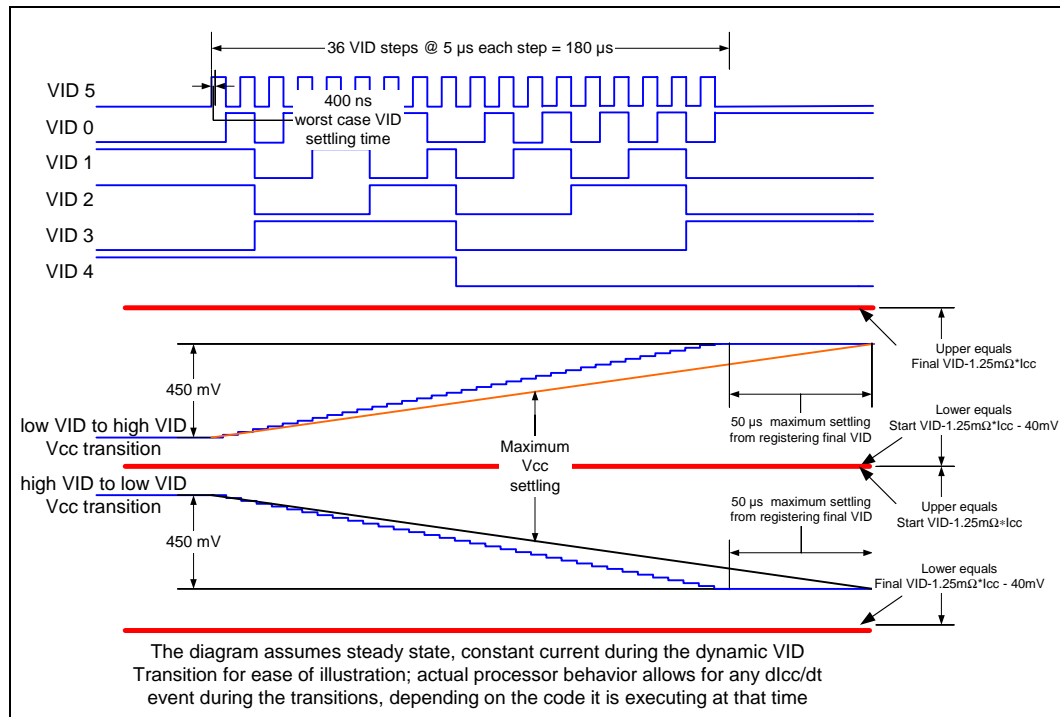 36 VID steps @ 5 µs each step = 180 µs
VID 5
400 ns
worst case VID
settling time
VID 0
VID 1
VID 2
VID 3
VID 4
Upper equals
Final VID-1.25mΩ*Icc
450 mV
low VID to high VID
Vcc transition
50 µs maximum settling
from registering final VID
Lower equals
Start VID-1.25mΩ*Icc - 40mV
Maximum
Vcc
settling
high VID to low VID
Vcc transition
50 µs maximum settling
from registering final VID
Upper equals
Start VID-1.25mΩ*Icc
450 mV
Lower equals
Final VID-1.25mΩ*Icc - 40mV
The diagram assumes steady state, constant current during the dynamic VID
Transition for ease of illustration; actual processor behavior allows for any dIcc/dt
event during the transitions, depending on the code it is executing at that time